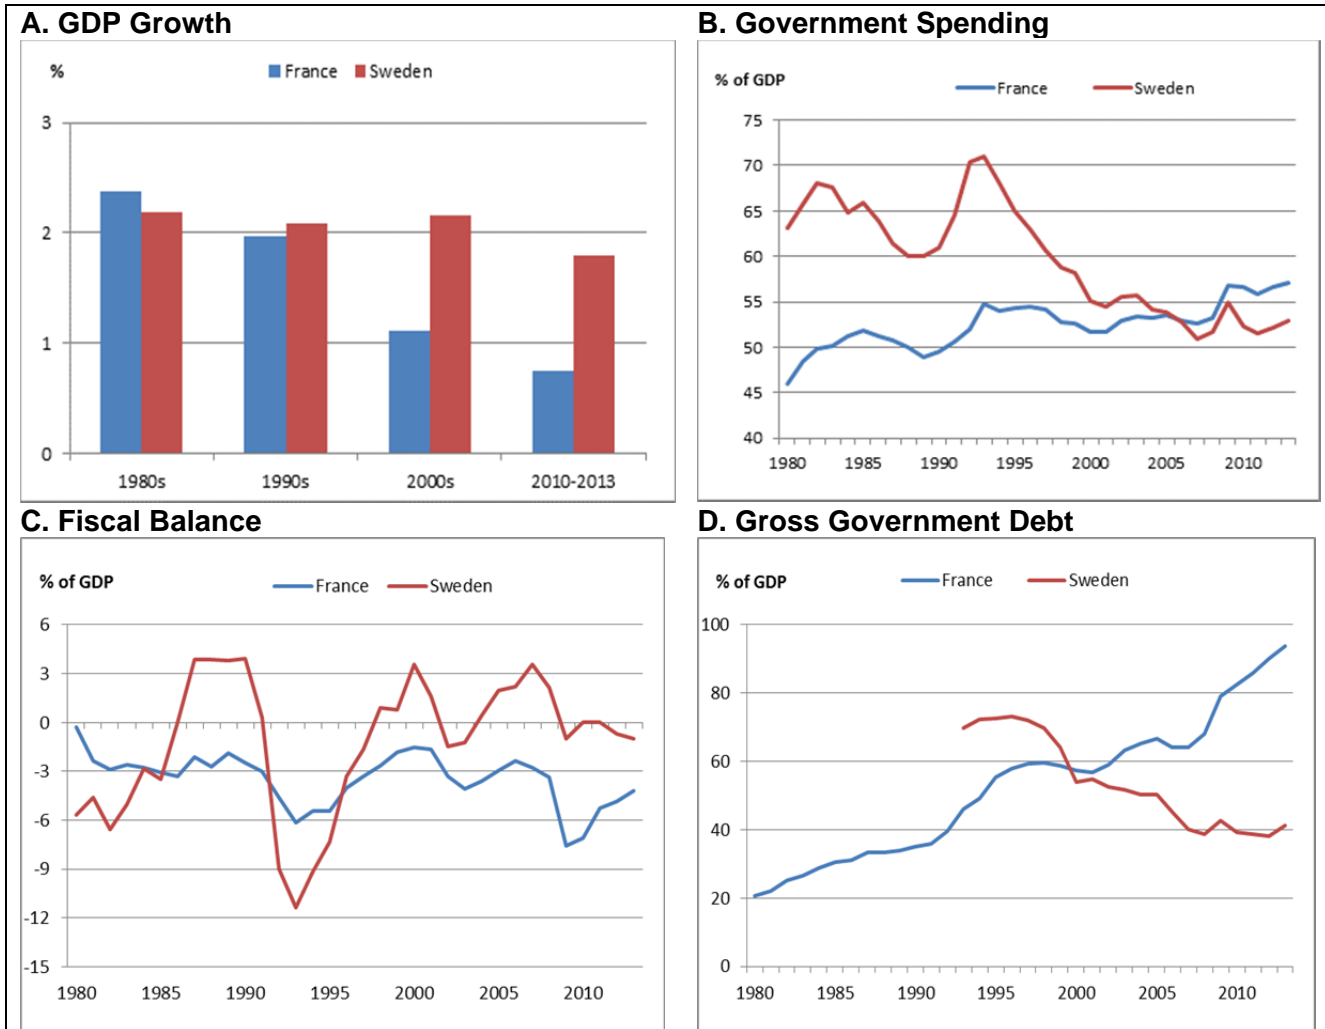 A. GDP Growth
% France Sweden
3
2
1
0
1980s 1990s 2000s 2010-2013
B. Government Spending
% of GDP France Sweden
75
70
65
60
55
50
45
40
1980 1985 1990 1995 2000 2005 2010
C. Fiscal Balance
% of GDP France Sweden
6
3
0
-3
-6
-9
-12
-15
1980 1985 1990 1995 2000 2005 2010
D. Gross Government Debt
% of GDP France Sweden
100
80
60
40
20
0
1980 1985 1990 1995 2000 2005 2010